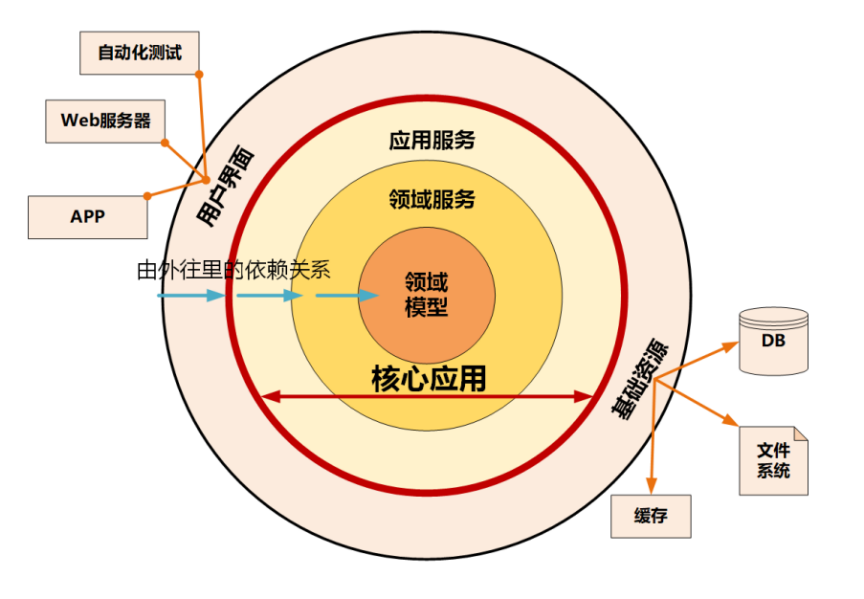 自动化测试
Web服务器
APP
用户界面
应用服务
领域服务
由外往里的依赖关系
领域
模型
核心应用
基础资源
DB
文件
系统
缓存